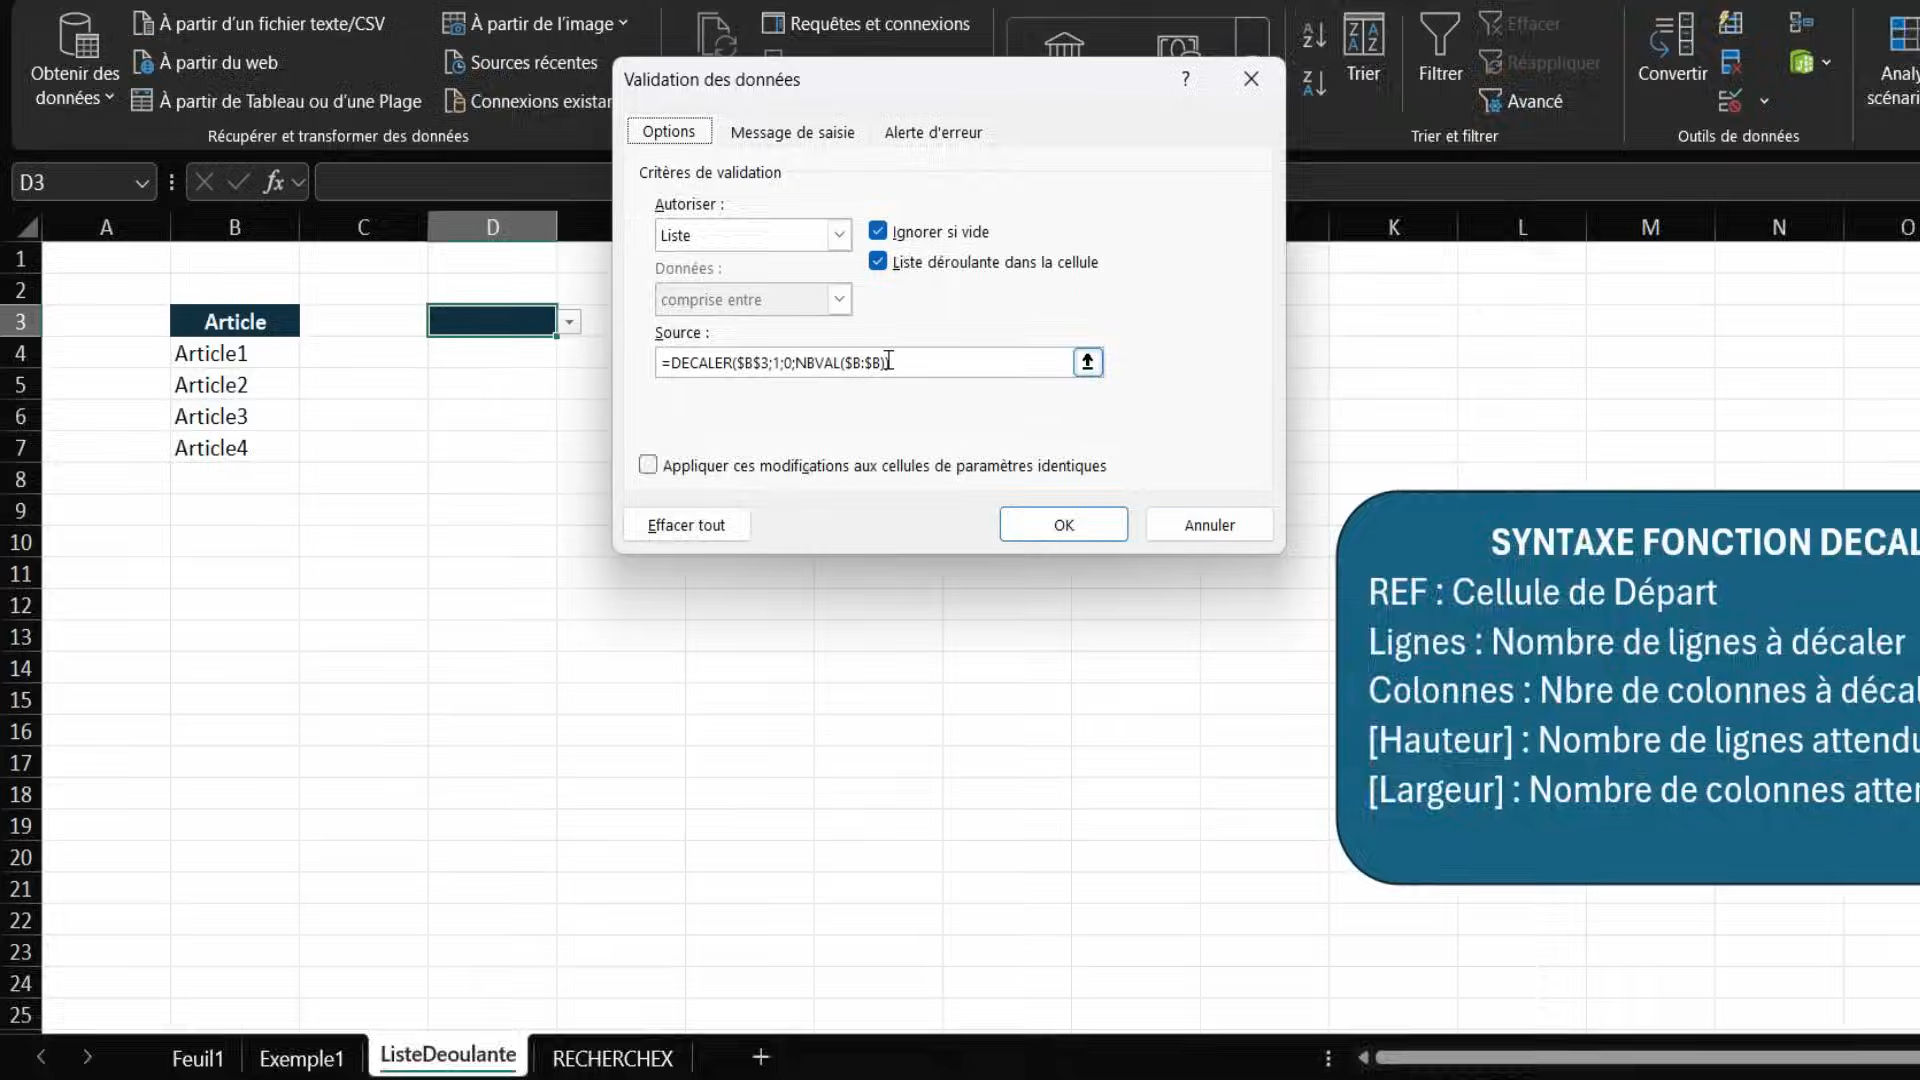 Obtenir des
données
À partir d'un fichier texte/CSV
À partir du web
À partir de Tableau ou d'une Plage
À partir de l'image
Sources récentes
Connexions existan
Récupérer et transformer des données
Requêtes et connexions
Trier
Filtrer
Effacer
Réappliquer
Avancé
Trier et filtrer
Convertir
Outils de données
Analy
scénari
D3
fx
Validation des données
?
Options
Message de saisie
Alerte d'erreur
Critères de validation
Autoriser :
Liste
Ignorer si vide
Liste déroulante dans la cellule
Données :
comprise entre
Source :
=DECALER($B$3;1;0;NBVAL($B:$B))
Appliquer ces modifications aux cellules de paramètres identiques
Effacer tout
OK
Annuler
A B C D K L M N O
1
2
3 Article
4 Article1
5 Article2
6 Article3
7 Article4
8
9
10
11
12
13
14
15
16
17
18
19
20
21
22
23
24
25
SYNTAXE FONCTION DECAL
REF : Cellule de Départ
Lignes : Nombre de lignes à décaler
Colonnes : Nbre de colonnes à décal
[Hauteur] : Nombre de lignes attendu
[Largeur] : Nombre de colonnes atten
Feuil1
Exemple1
ListeDeoulante
RECHERCHEX